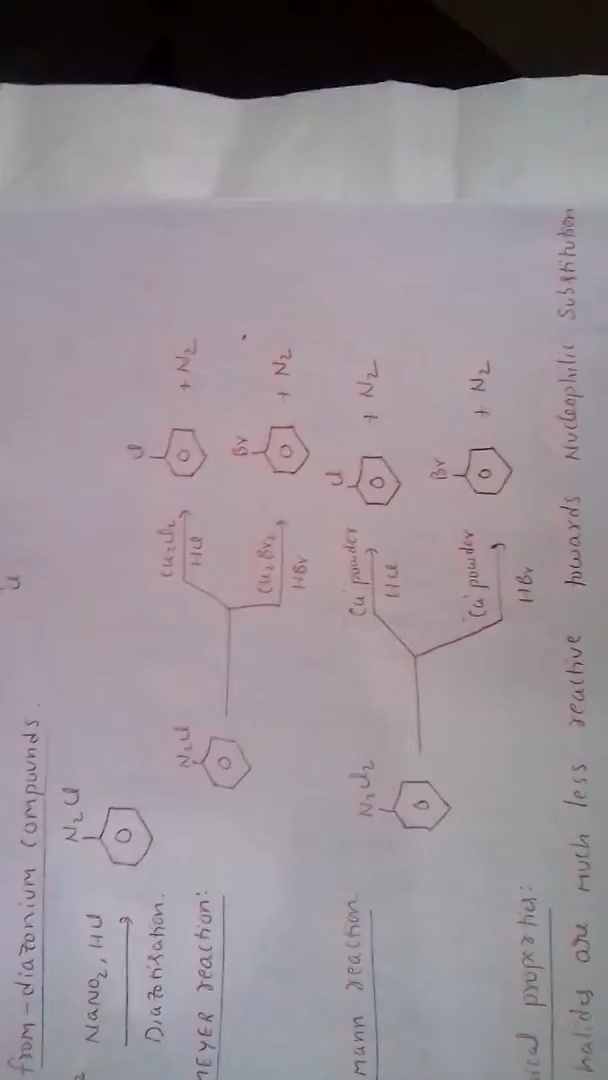 from-diazonium compounds.
NaNO2, HCl
Diazotisation.
N2Cl
MEYER reaction:
N2Cl
Cu2Cl2
HCl
Cl
+ N2
Cu2Br2
HBr
Br
+ N2
mann reaction.
N2Cl2
Cu powder
HCl
Cl
+ N2
Cu powder
HBr
Br
+ N2
ical properties:
halides are much less reactive towards Nucleophilic Substitution